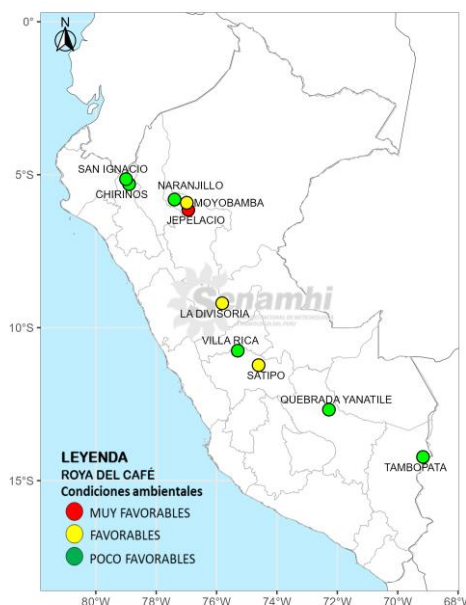 N
0°
SAN IGNACIO
NARANJILLO
5°S
CHIRINOS
MOYOBAMBA
JEPELACIO
Senamhi
LA DIVISORIA
10°S
VILLA RICA
SATIPO
QUEBRADA YANATILE
TAMBOPATA
15°S
LEYENDA
ROYA DEL CAFÉ
Condiciones ambientales
MUY FAVORABLES
FAVORABLES
POCO FAVORABLES
80°W 78°W 76°W 74°W 72°W 70°W 68°W